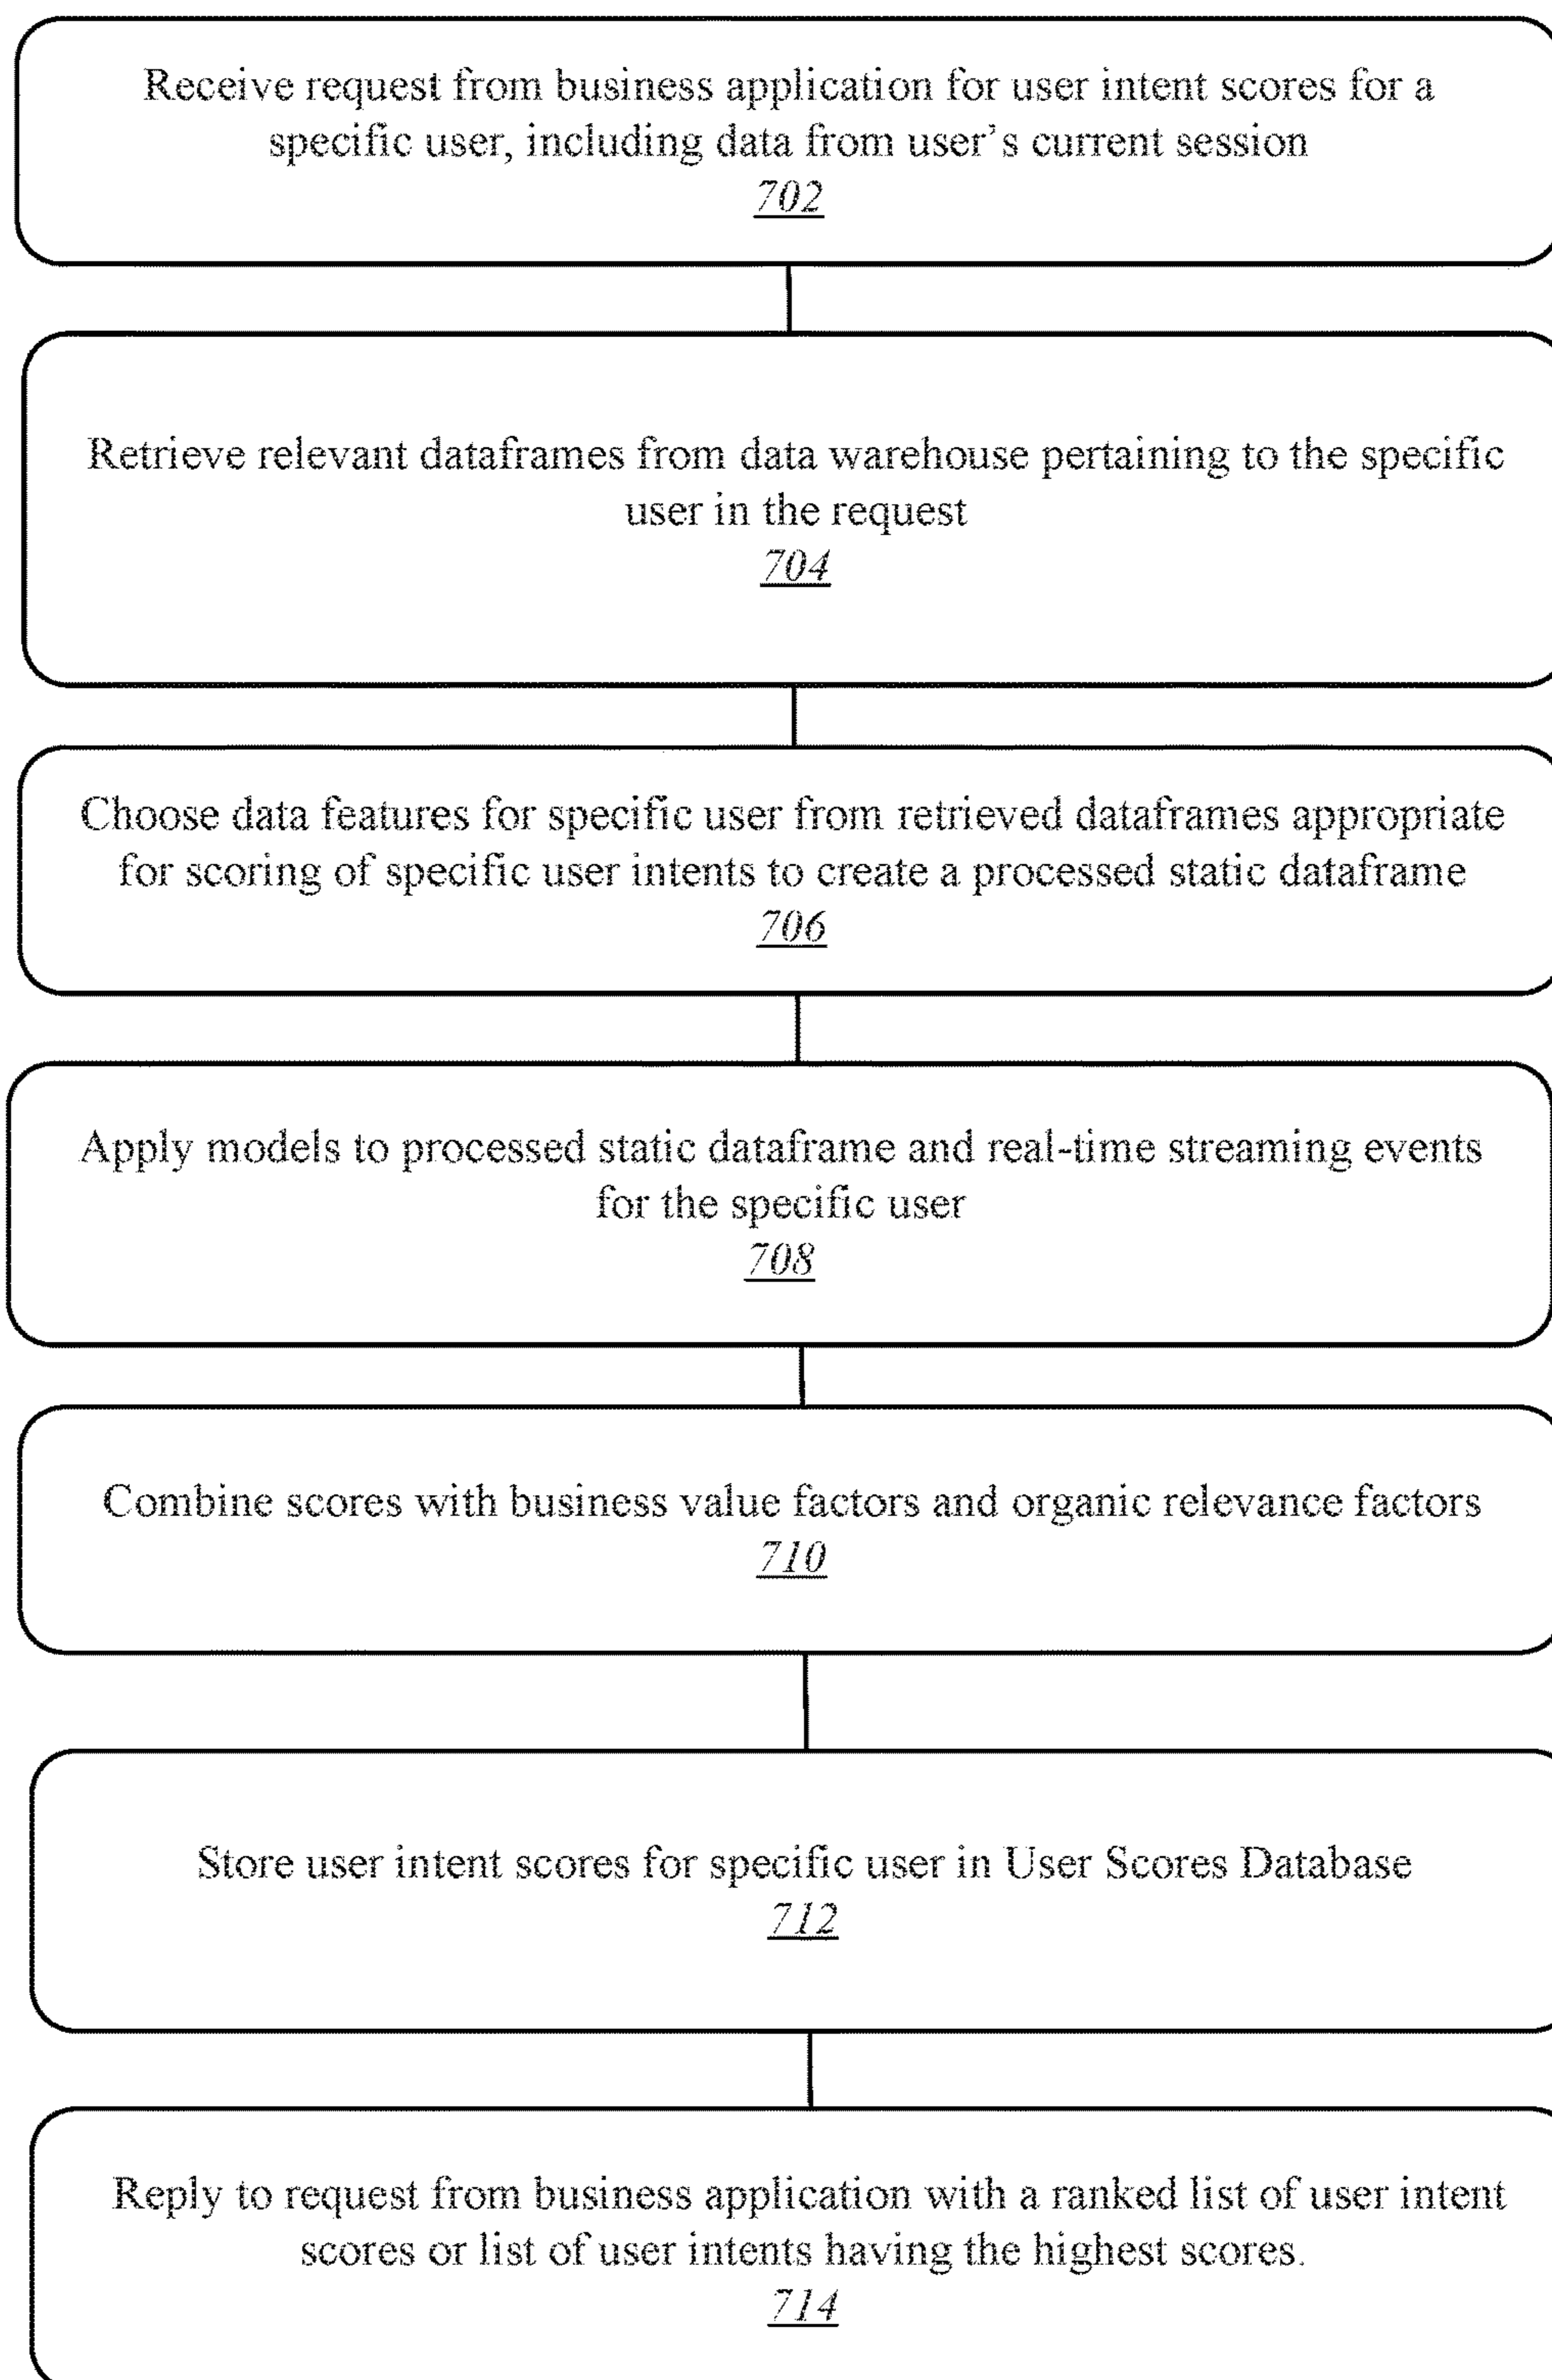 Receive request from business application for user intent scores for a
specific user, including data from user's current session
702
Retrieve relevant dataframes from data warehouse pertaining to the specific
user in the request
704
Choose data features for specific user from retrieved dataframes appropriate
for scoring of specific user intents to create a processed static dataframe
706
Apply models to processed static dataframe and real-time streaming events
for the specific user
708
Combine scores with business value factors and organic relevance factors
710
Store user intent scores for specific user in User Scores Database
712
Reply to request from business application with a ranked list of user intent
scores or list of user intents having the highest scores.
714